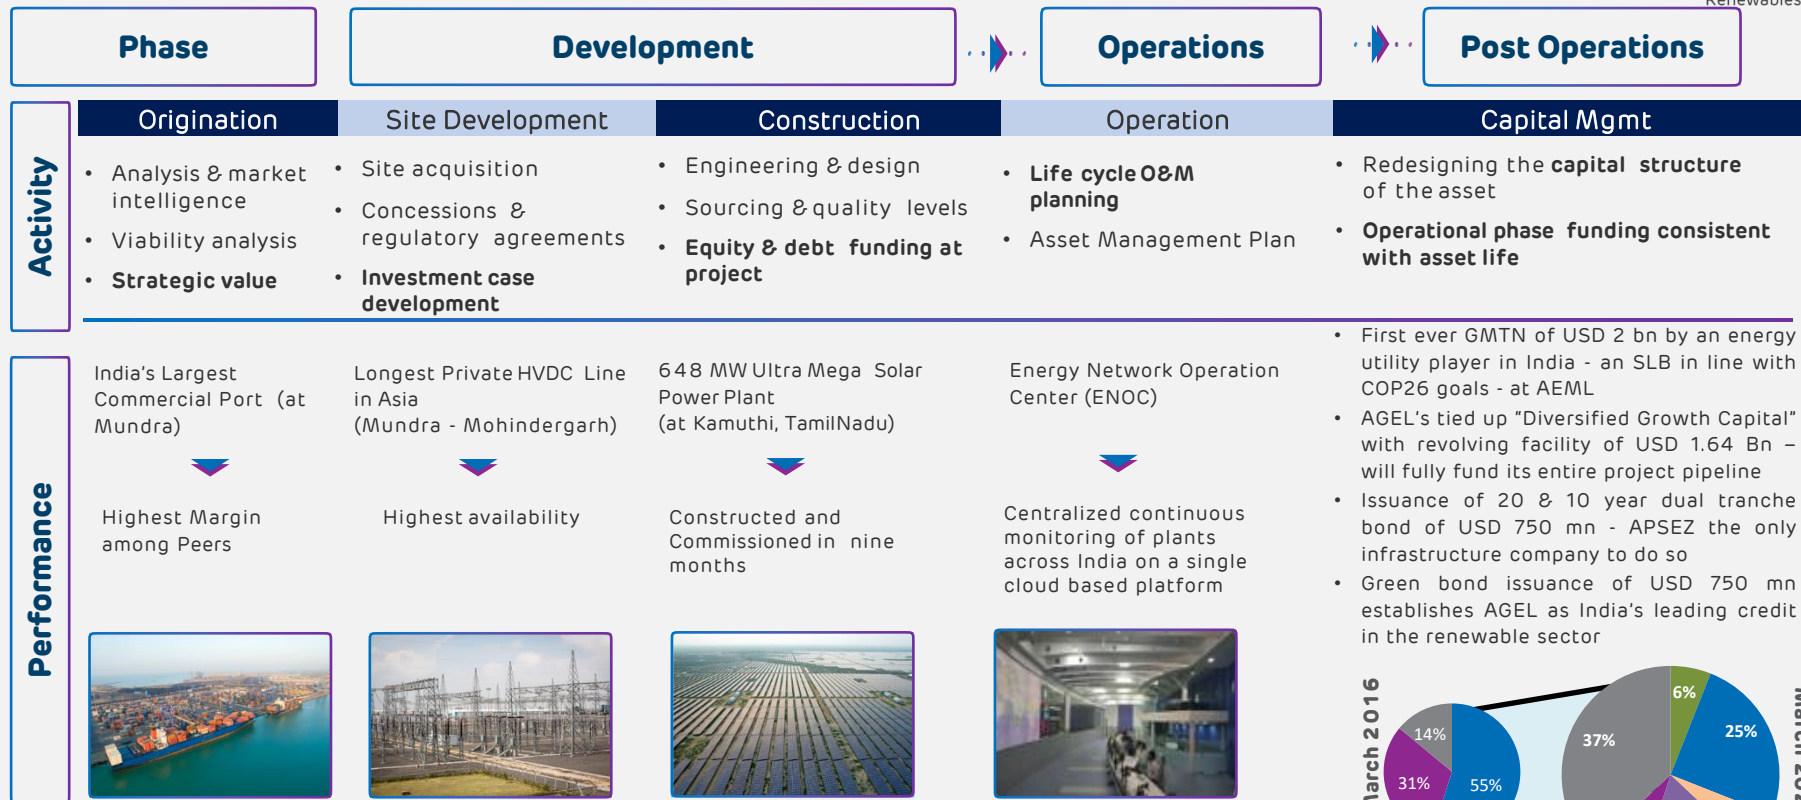 Renewables
Phase
Development
Operations
Post Operations
Activity
Origination
Site Development
Construction
Operation
Capital Mgmt
• Analysis & market
intelligence
• Viability analysis
• Strategic value
• Site acquisition
• Concessions &
regulatory agreements
• Investment case
development
• Engineering & design
• Sourcing & quality levels
• Equity & debt funding at
project
• Life cycle O&M
planning
• Asset Management Plan
• Redesigning the capital structure
of the asset
• Operational phase funding consistent
with asset life
Performance
India's Largest
Commercial Port (at
Mundra)
Highest Margin
among Peers
Longest Private HVDC Line
in Asia
(Mundra - Mohindergarh)
Highest availability
648 MW Ultra Mega Solar
Power Plant
(at Kamuthi, TamilNadu)
Constructed and
Commissioned in nine
months
Energy Network Operation
Center (ENOC)
Centralized continuous
monitoring of plants
across India on a single
cloud based platform
• First ever GMTN of USD 2 bn by an energy
utility player in India - an SLB in line with
COP26 goals - at AEML
• AGEL's tied up “Diversified Growth Capital”
with revolving facility of USD 1.64 Bn –
will fully fund its entire project pipeline
• Issuance of 20 & 10 year dual tranche
bond of USD 750 mn - APSEZ the only
infrastructure company to do so
• Green bond issuance of USD 750 mn
establishes AGEL as India's leading credit
in the renewable sector
March 2016
14%
31%
55%
37%
6%
25%